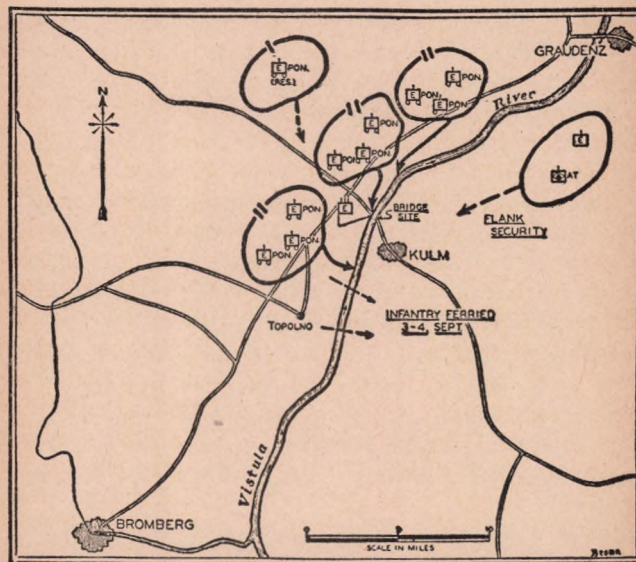 GRAUDENZ
River
E PON.
(RES.)
E PON.
E PON.
E PON.
E PON.
E PON.
E PON.
E
E
AT
BRIDGE
SITE
FLANK
SECURITY
N
E PON.
E PON.
E PON.
KULM
INFANTRY FERRIED
3-4, SEPT
TOPOLNO
Vistula
BROMBERG
SCALE IN MILES